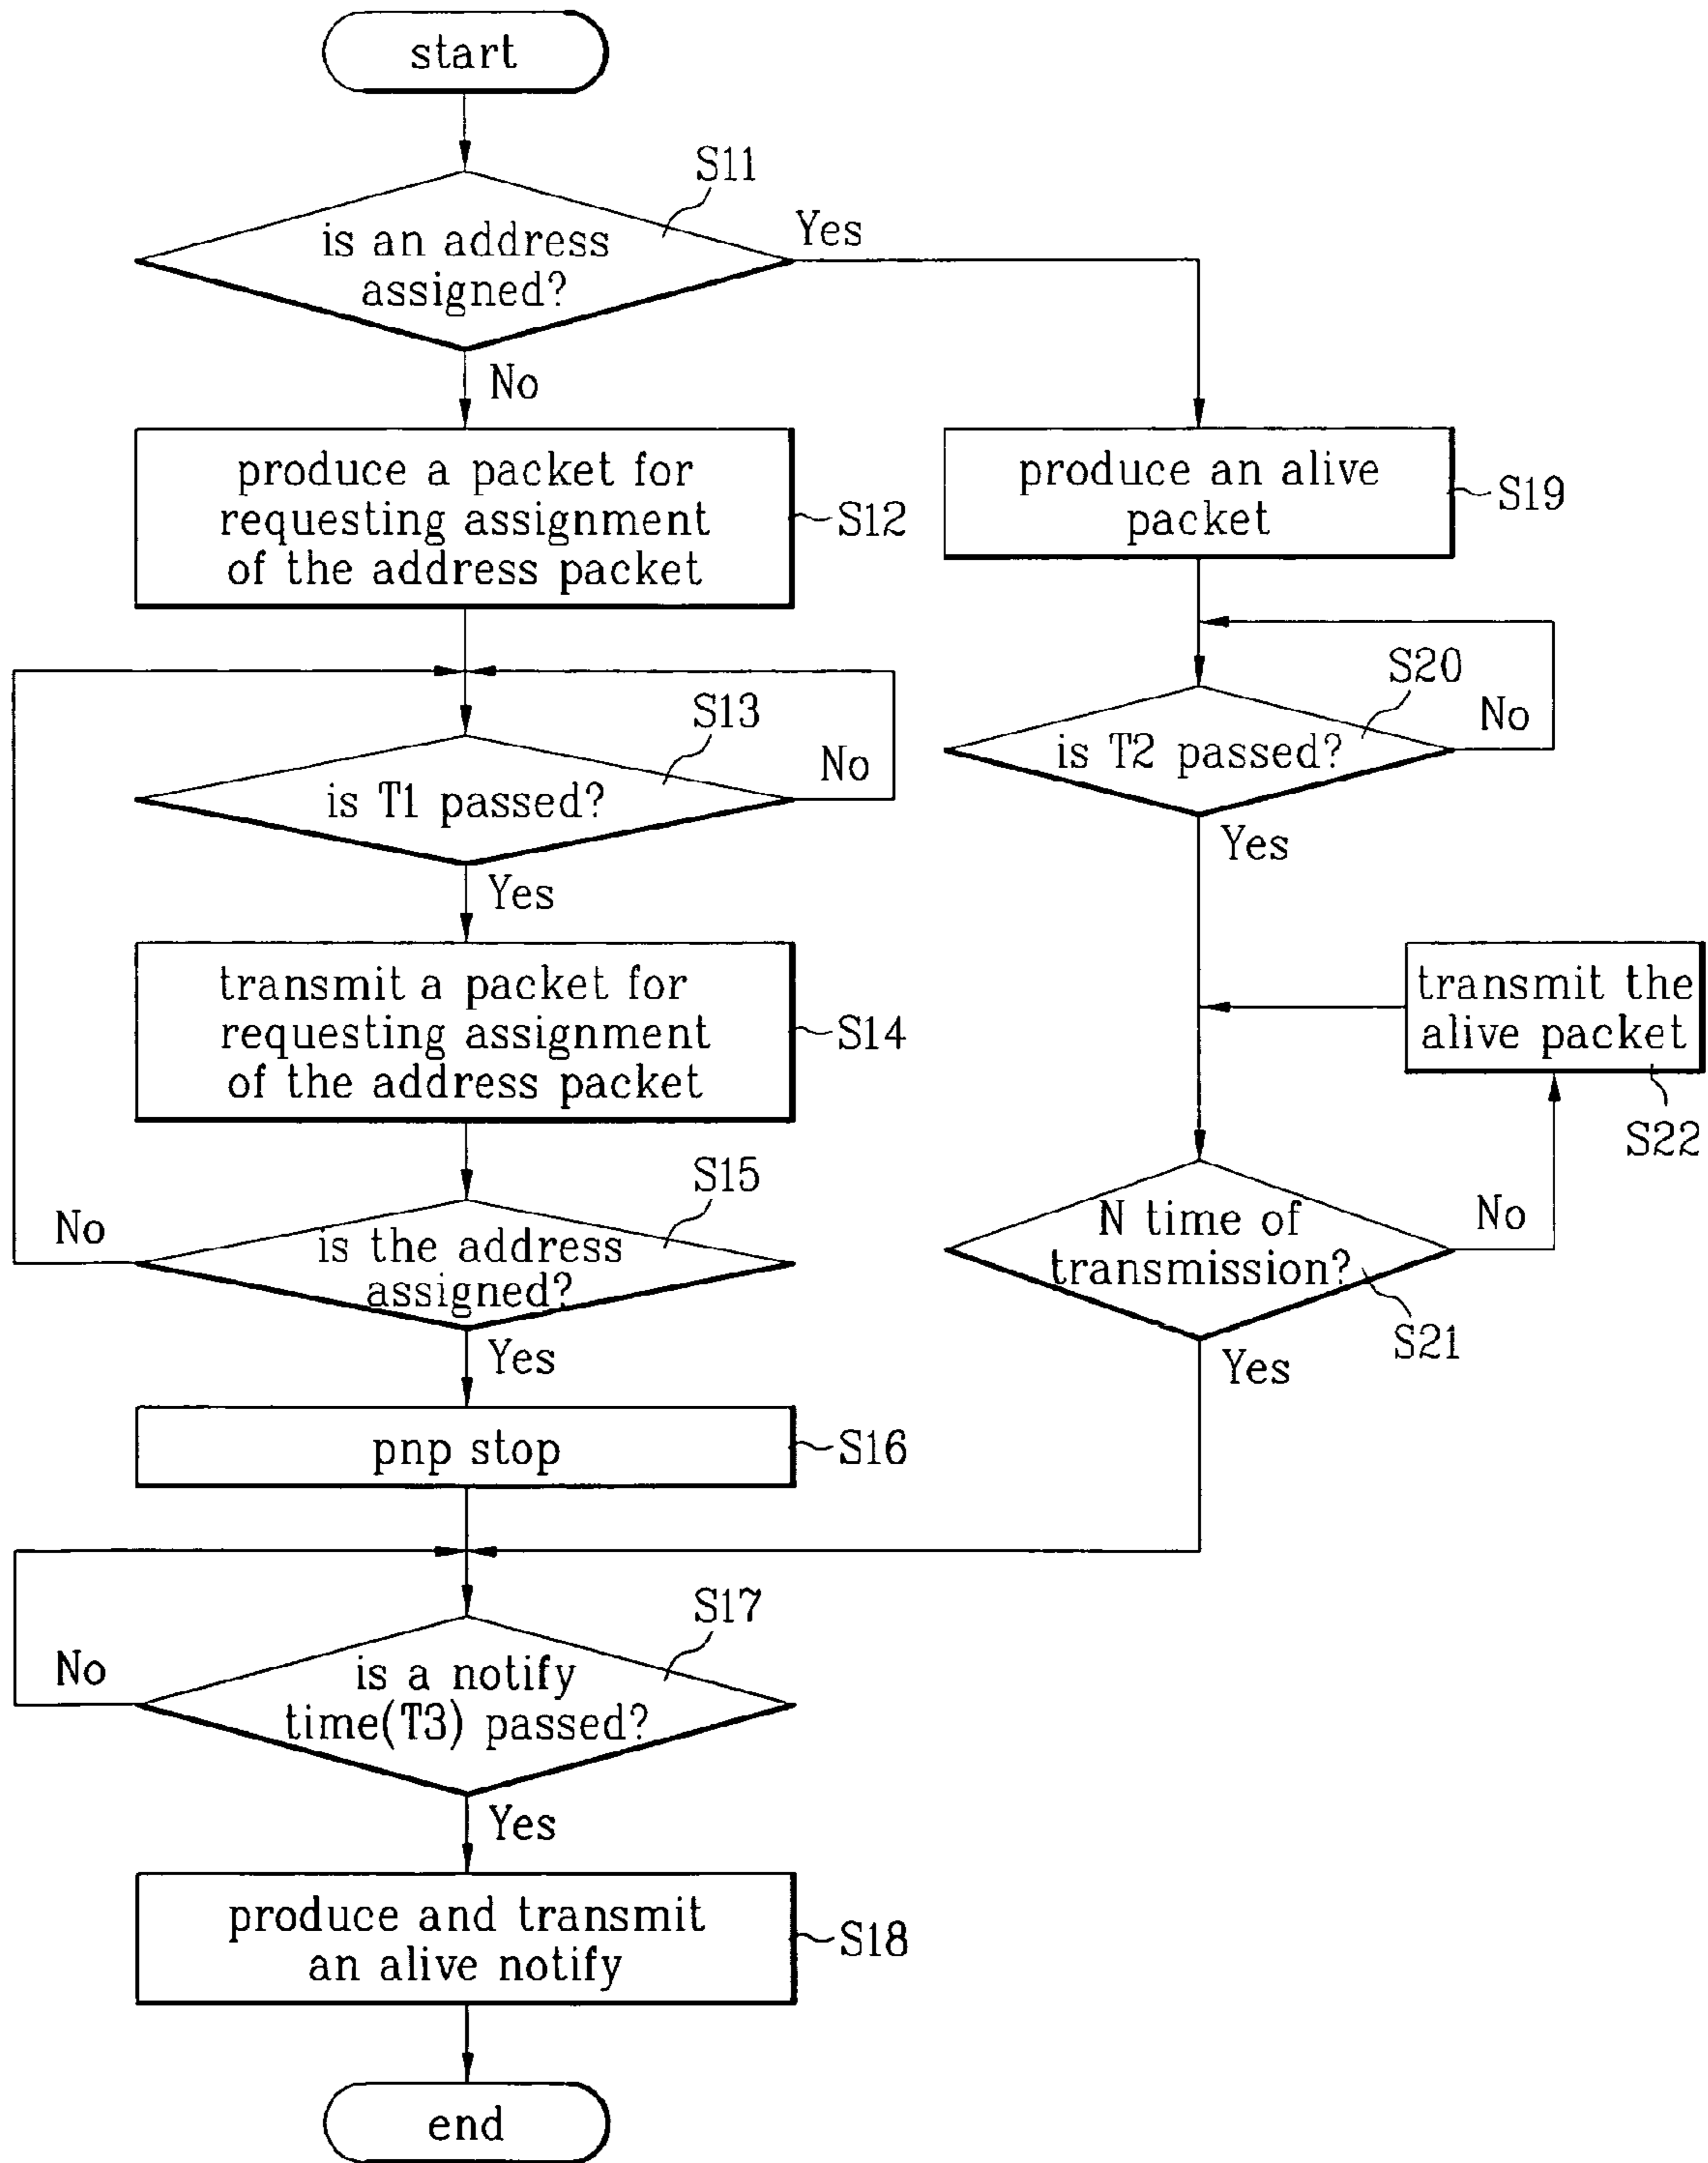 start
S11
is an address
assigned?
Yes
No
produce a packet for
requesting assignment
of the address packet
S12
produce an alive
packet
S19
S13
is T1 passed?
No
Yes
S20
is T2 passed?
No
Yes
transmit a packet for
requesting assignment
of the address packet
S14
transmit the
alive packet
S22
S15
is the address
assigned?
No
Yes
N time of
transmission?
No
S21
Yes
pnp stop
S16
S17
is a notify
time(T3) passed?
No
Yes
produce and transmit
an alive notify
S18
end